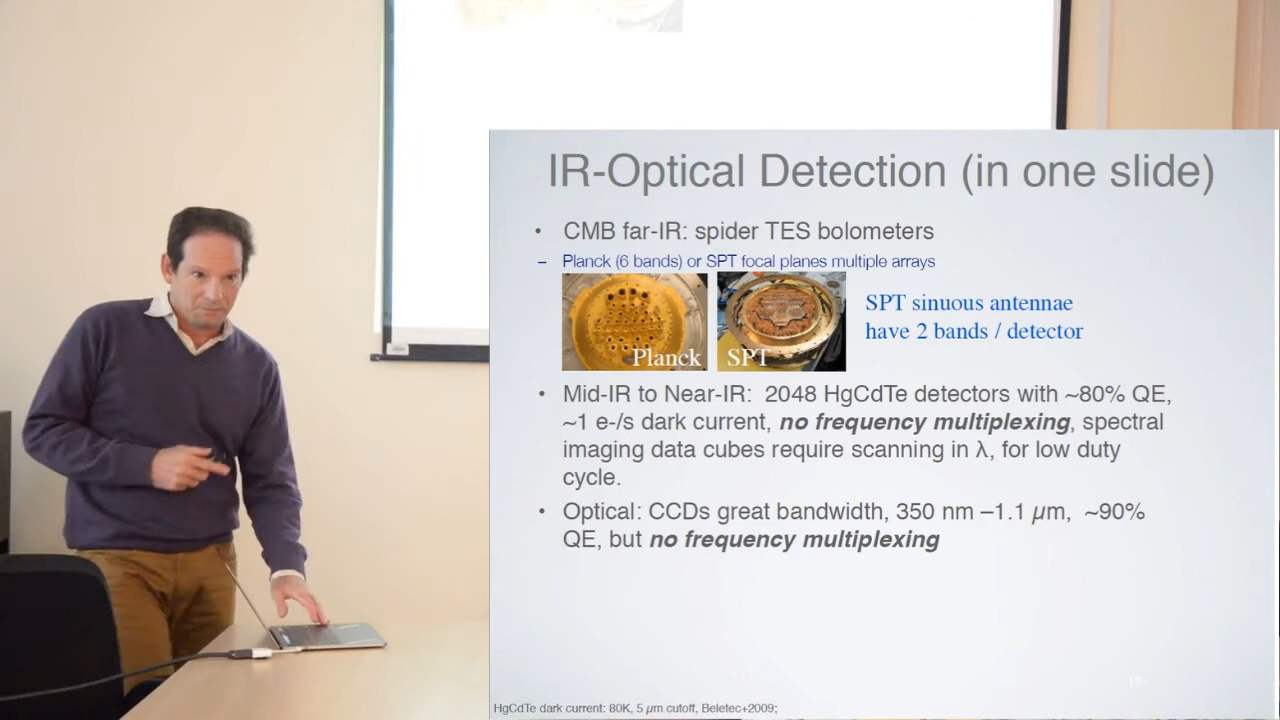 IR-Optical Detection (in one slide)
• CMB far-IR: spider TES bolometers
– Planck (6 bands) or SPT focal planes multiple arrays
Planck
SPT
SPT sinuous antennae
have 2 bands / detector
• Mid-IR to Near-IR: 2048 HgCdTe detectors with ~80% QE,
~1 e-/s dark current, no frequency multiplexing, spectral
imaging data cubes require scanning in λ, for low duty
cycle.
• Optical: CCDs great bandwidth, 350 nm –1.1 µm, ~90%
QE, but no frequency multiplexing
17
HgCdTe dark current: 80K, 5 µm cutoff, Beletec+2009;